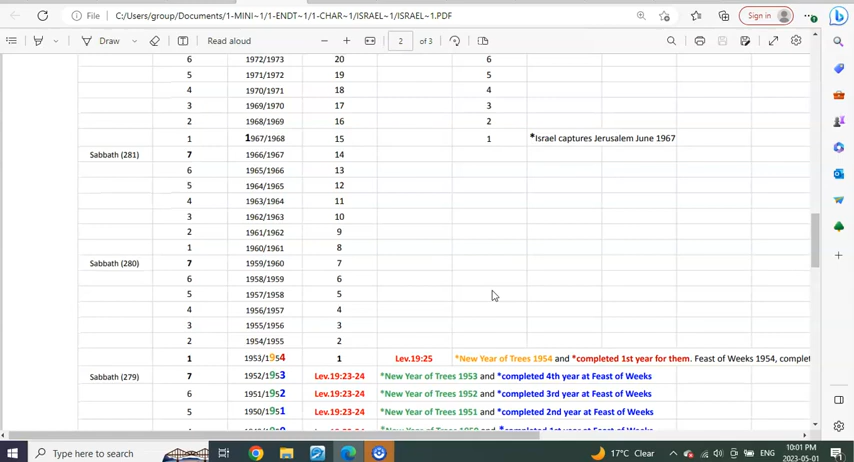 File C:/Users/group/Documents/1-MINI~1/1-ENDT~1/1-CHAR~1/ISRAEL~1/ISRAEL~1.PDF Sign in
Draw Read aloud 2 of 3
6 1972/1973 20 6
5 1971/1972 19 5
4 1970/1971 18 4
3 1969/1970 17 3
2 1968/1969 16 2
1 1967/1968 15 1 *Israel captures Jerusalem June 1967
Sabbath (281) 7 1966/1967 14
6 1965/1966 13
5 1964/1965 12
4 1963/1964 11
3 1962/1963 10
2 1961/1962 9
1 1960/1961 8
Sabbath (280) 7 1959/1960 7
6 1958/1959 6
5 1957/1958 5
4 1956/1957 4
3 1955/1956 3
2 1954/1955 2
1 1953/1954 1 Lev.19:25 *New Year of Trees 1954 and *completed 1st year for them. Feast of Weeks 1954, complet
Sabbath (279) 7 1952/1953 Lev.19:23-24 *New Year of Trees 1953 and *completed 4th year at Feast of Weeks
6 1951/1952 Lev.19:23-24 *New Year of Trees 1952 and *completed 3rd year at Feast of Weeks
5 1950/1951 Lev.19:23-24 *New Year of Trees 1951 and *completed 2nd year at Feast of Weeks
Type here to search 17°C Clear ENG 10:01 PM
2023-05-01